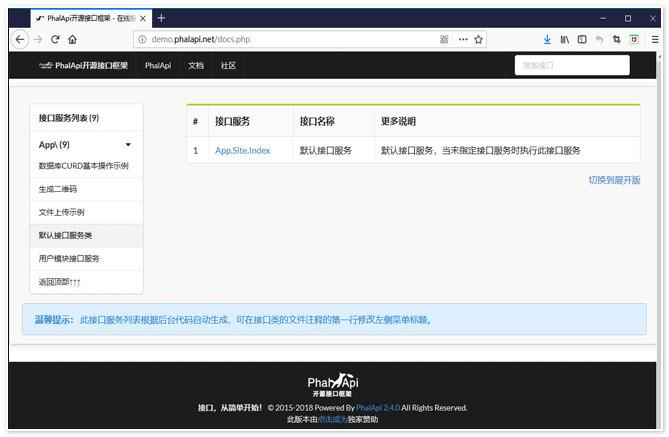 PhalApi开源接口框架 - 在线接
demo.phalapi.net/docs.php
PhalApi开源接口框架 PhalApi 文档 社区 搜索接口
接口服务列表 (9)
App\ (9)
数据库CURD基本操作示例
生成二维码
文件上传示例
默认接口服务类
用户模块接口服务
返回顶部↑↑↑
# 接口服务 接口名称 更多说明
1 App.Site.Index 默认接口服务 默认接口服务，当未指定接口服务时执行此接口服务
切换到展开版
温馨提示： 此接口服务列表根据后台代码自动生成，可在接口类的文件注释的第一行修改左侧菜单标题。
PhalApi
开源接口框架
接口，从简单开始！ © 2015-2018 Powered By PhalApi 2.4.0 All Rights Reserved.
此版本由点击成为独家赞助